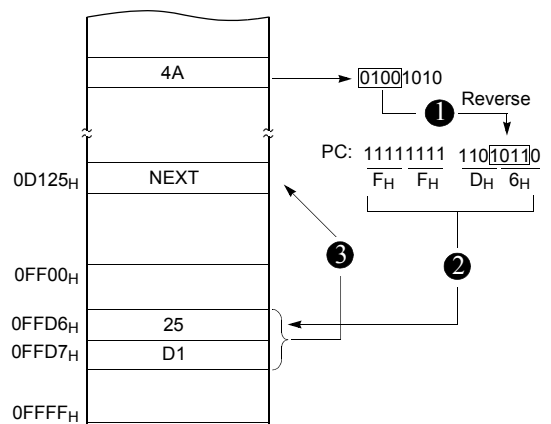 4A
01001010
1
Reverse
PC: 11111111 11010110
FH FH DH 6H
0D125H NEXT
3
2
0FF00H
0FFD6H 25
0FFD7H D1
0FFFFH